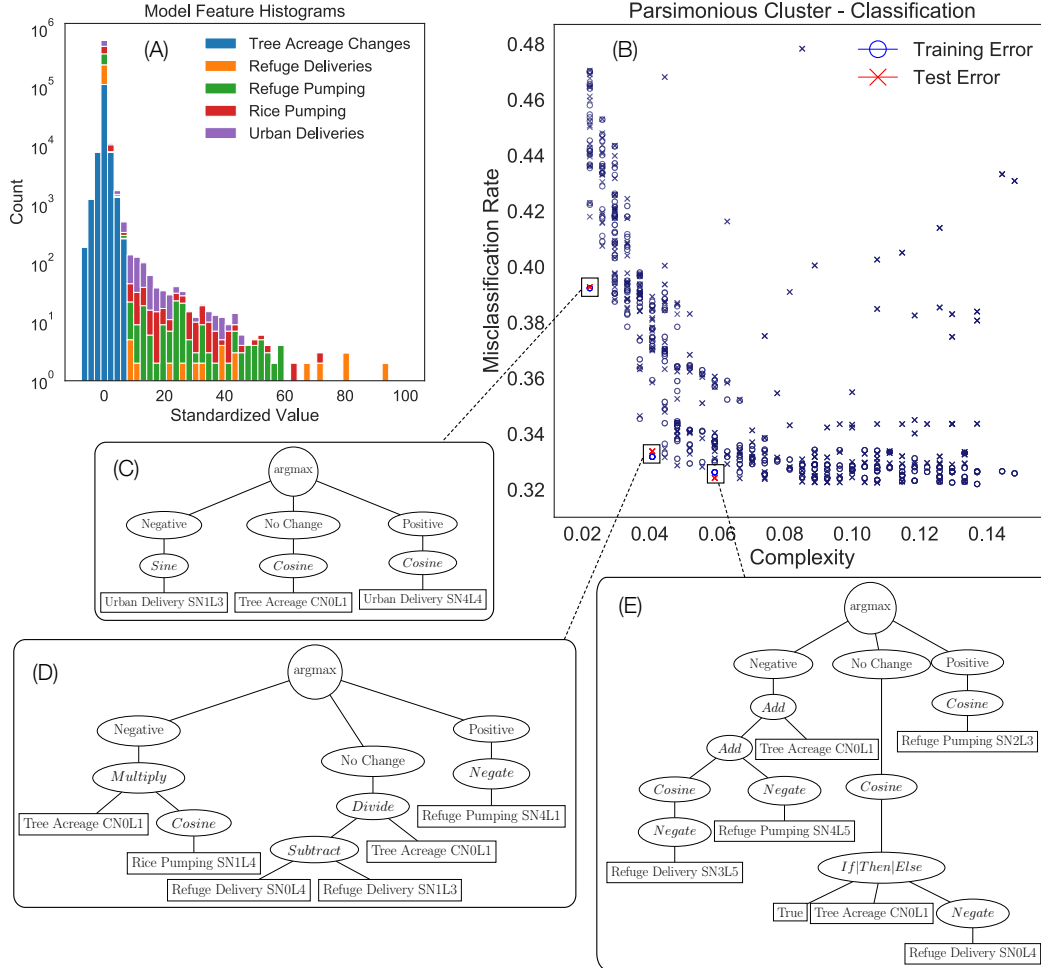 Model Feature Histograms
(A)
Tree Acreage Changes
Refuge Deliveries
Refuge Pumping
Rice Pumping
Urban Deliveries
10^6
10^5
10^4
10^3
10^2
10^1
10^0
Count
0 20 40 60 80 100
Standardized Value
Parsimonious Cluster - Classification
(B)
Training Error
Test Error
0.48
0.46
0.44
0.42
0.40
0.38
0.36
0.34
0.32
Misclassification Rate
0.02 0.04 0.06 0.08 0.10 0.12 0.14
Complexity
(C)
argmax
Negative No Change Positive
Sine Cosine Cosine
Urban Delivery SN1L3 Tree Acreage CN0L1 Urban Delivery SN4L4
(D)
argmax
Negative Positive
No Change
Multiply Negate
Divide
Tree Acreage CN0L1 Cosine Refuge Pumping SN4L1
Subtract Tree Acreage CN0L1
Rice Pumping SN1L4
Refuge Delivery SN0L4 Refuge Delivery SN1L3
(E)
argmax
Negative No Change Positive
Add Cosine
Add Tree Acreage CN0L1 Refuge Pumping SN2L3
Cosine Negate Cosine
Negate Refuge Pumping SN4L5
Refuge Delivery SN3L5 If|Then|Else
True Tree Acreage CN0L1 Negate
Refuge Delivery SN0L4